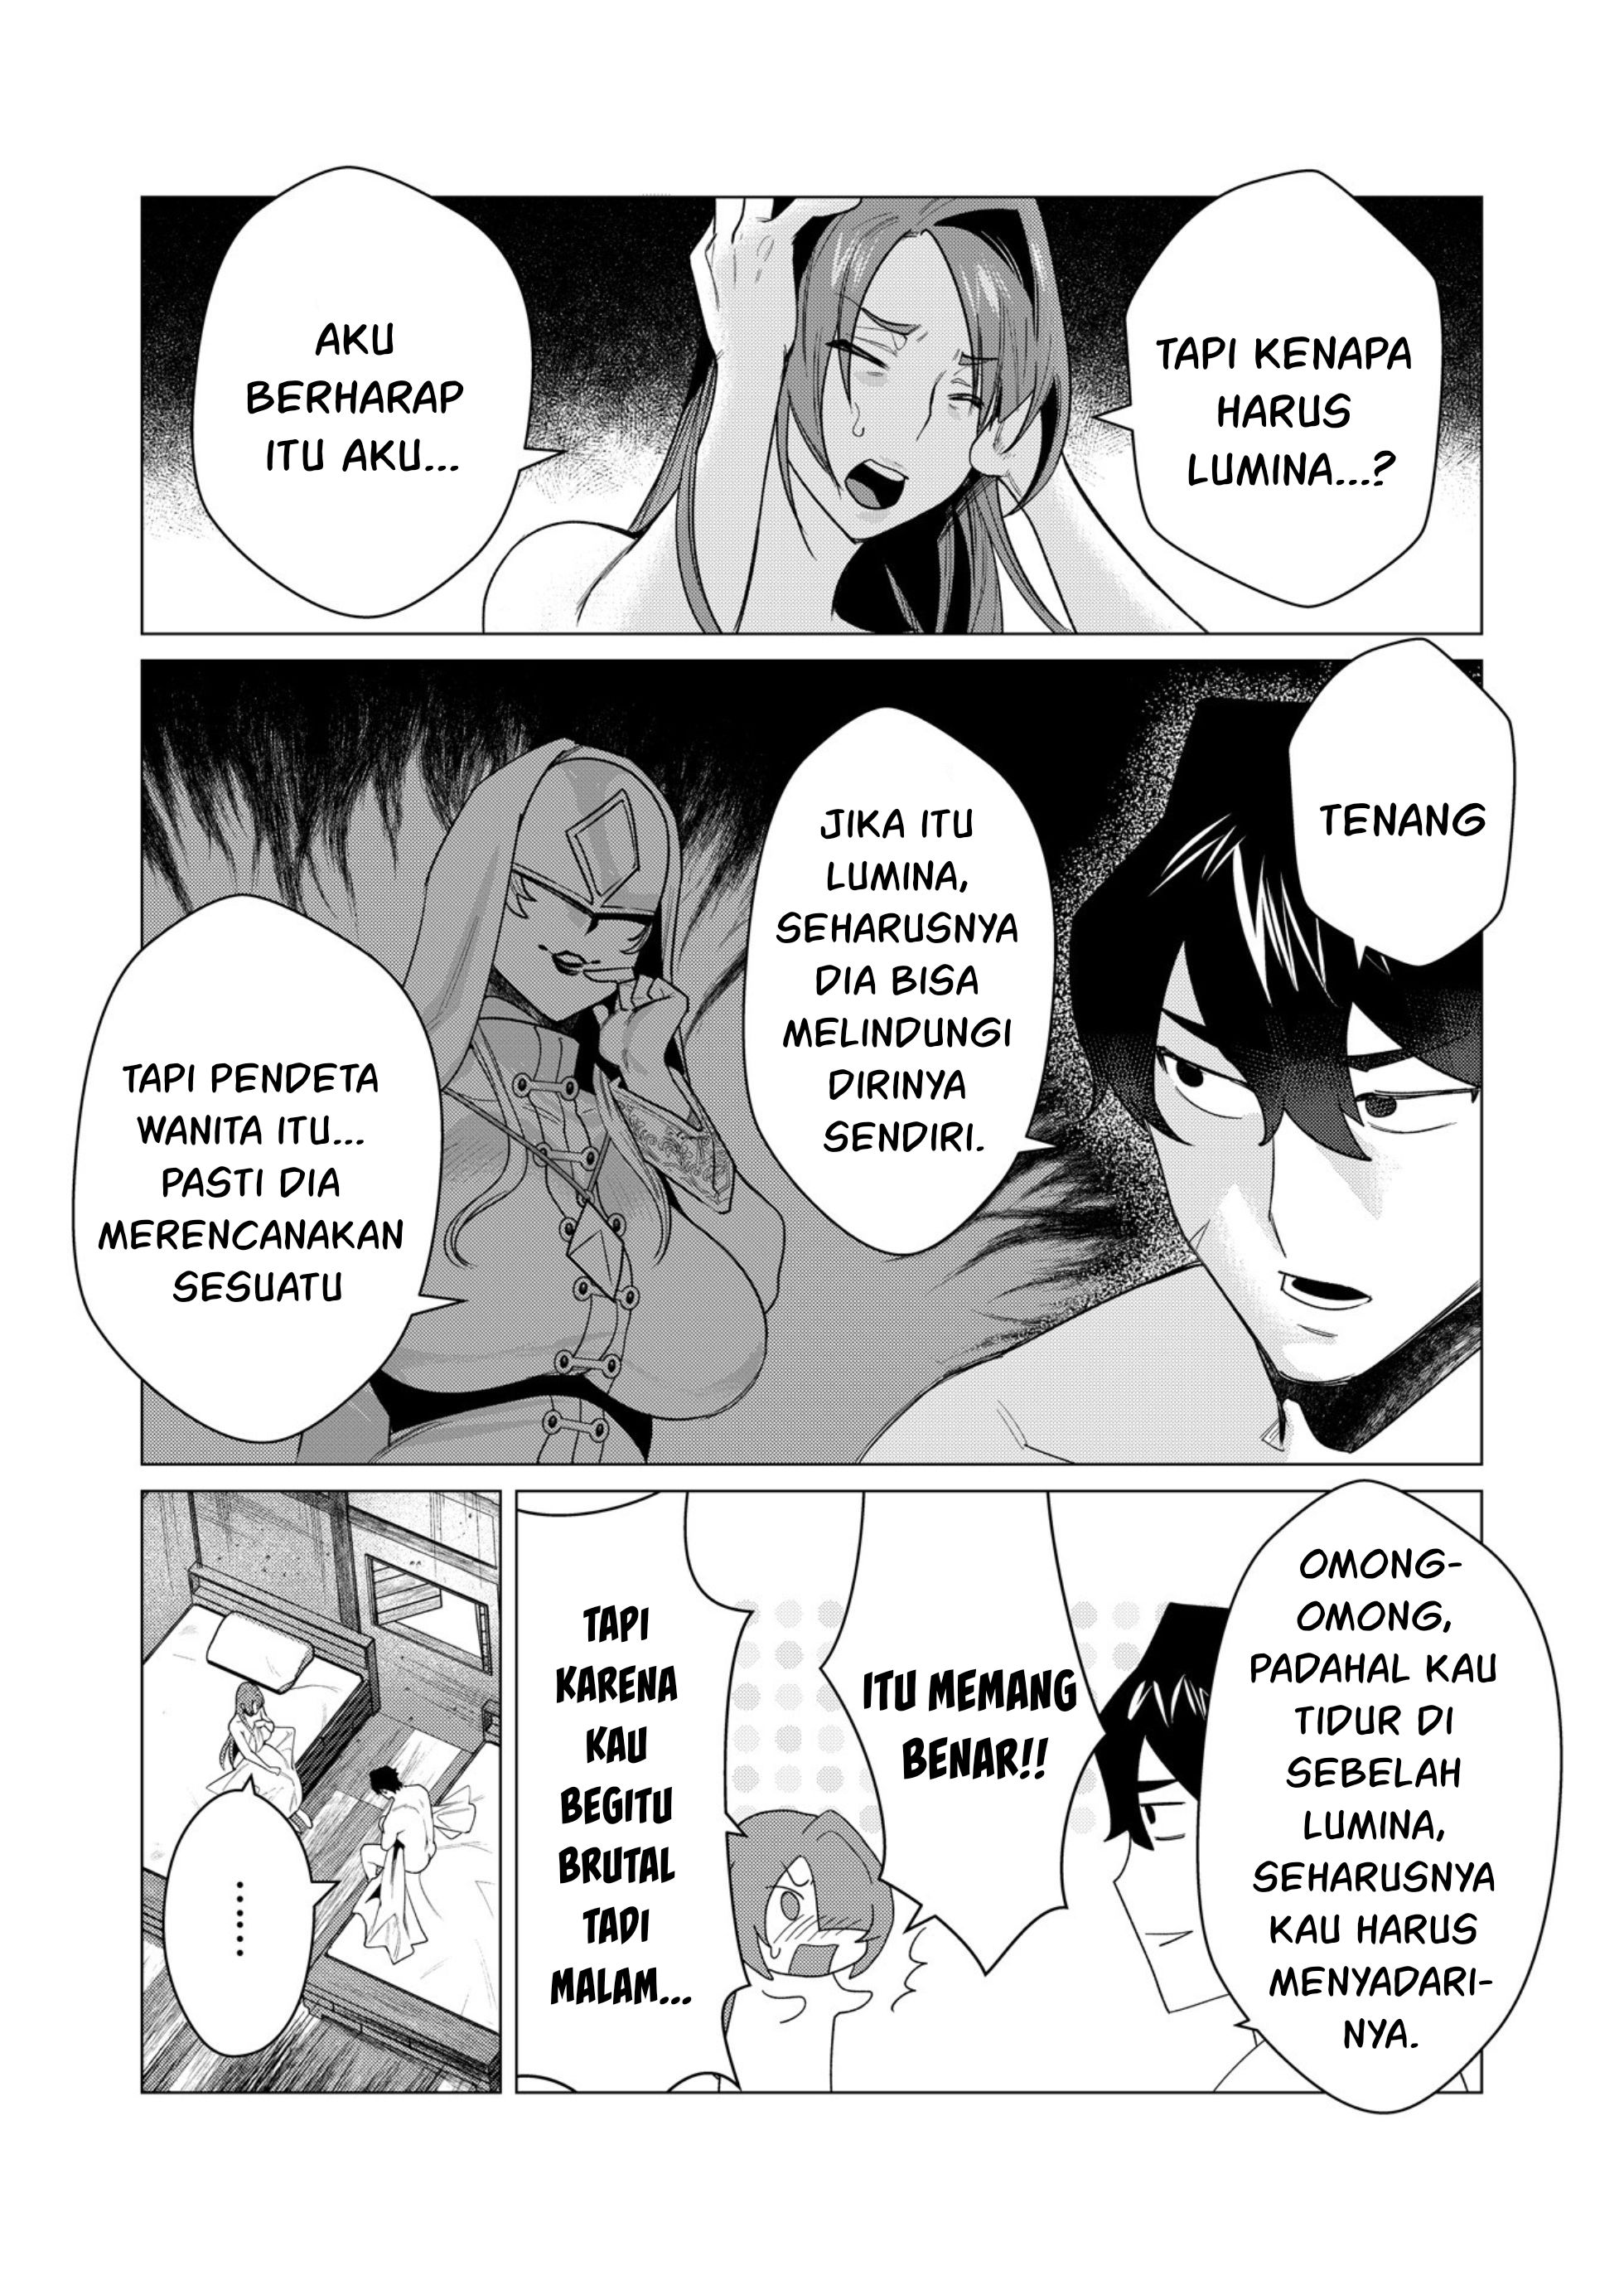 TAPI KENAPA
HARUS
LUMINA...?
AKU
BERHARAP
ITU AKU...
TENANG
JIKA ITU
LUMINA,
SEHARUSNYA
DIA BISA
MELINDUNGI
DIRINYA
SENDIRI.
TAPI PENDETA
WANITA ITU...
PASTI DIA
MERENCANAKAN
SESUATU
OMONG-
OMONG,
PADAHAL KAU
TIDUR DI
SEBELAH
LUMINA,
SEHARUSNYA
KAU HARUS
MENYADARI-
NYA.
ITU MEMANG
BENAR!!
TAPI
KARENA
KAU
BEGITU
BRUTAL
TADI
MALAM...
......